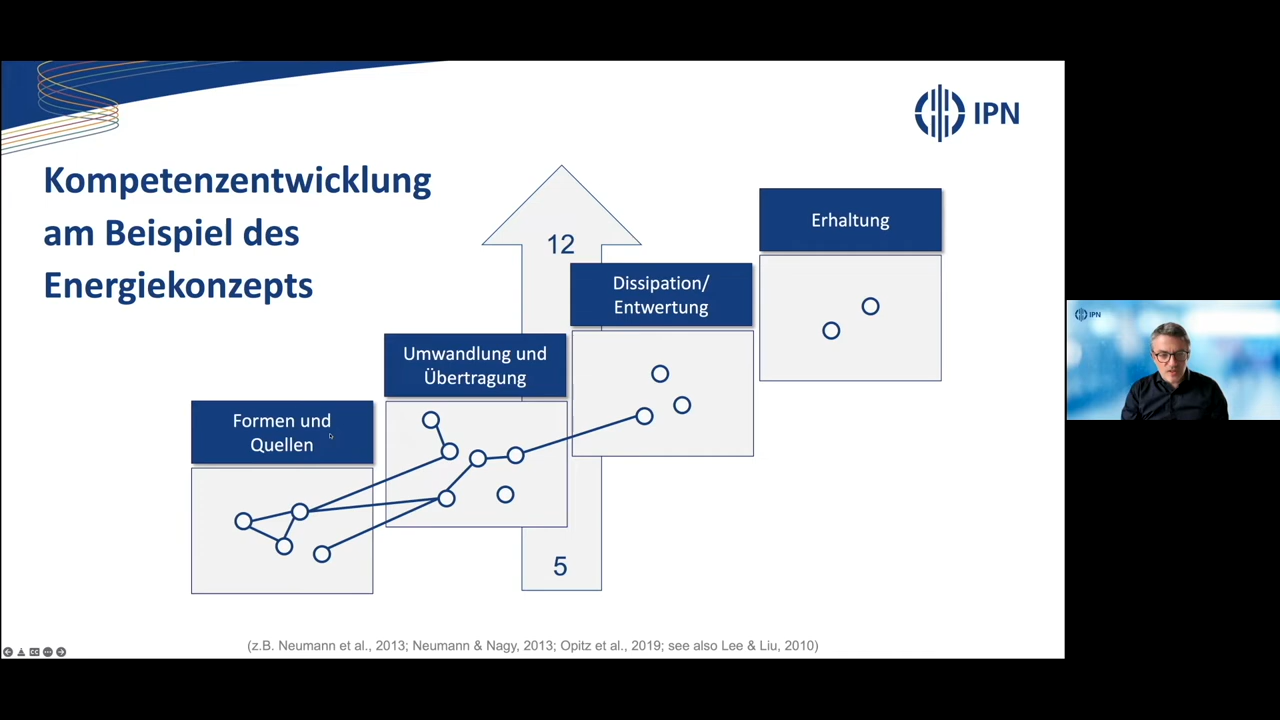 IPN
Kompetenzentwicklung
am Beispiel des
Energiekonzepts
12
Erhaltung
Dissipation/
Entwertung
Umwandlung und
Übertragung
Formen und
Quellen
5
(z.B. Neumann et al., 2013; Neumann & Nagy, 2013; Opitz et al., 2019; see also Lee & Liu, 2010)
IPN